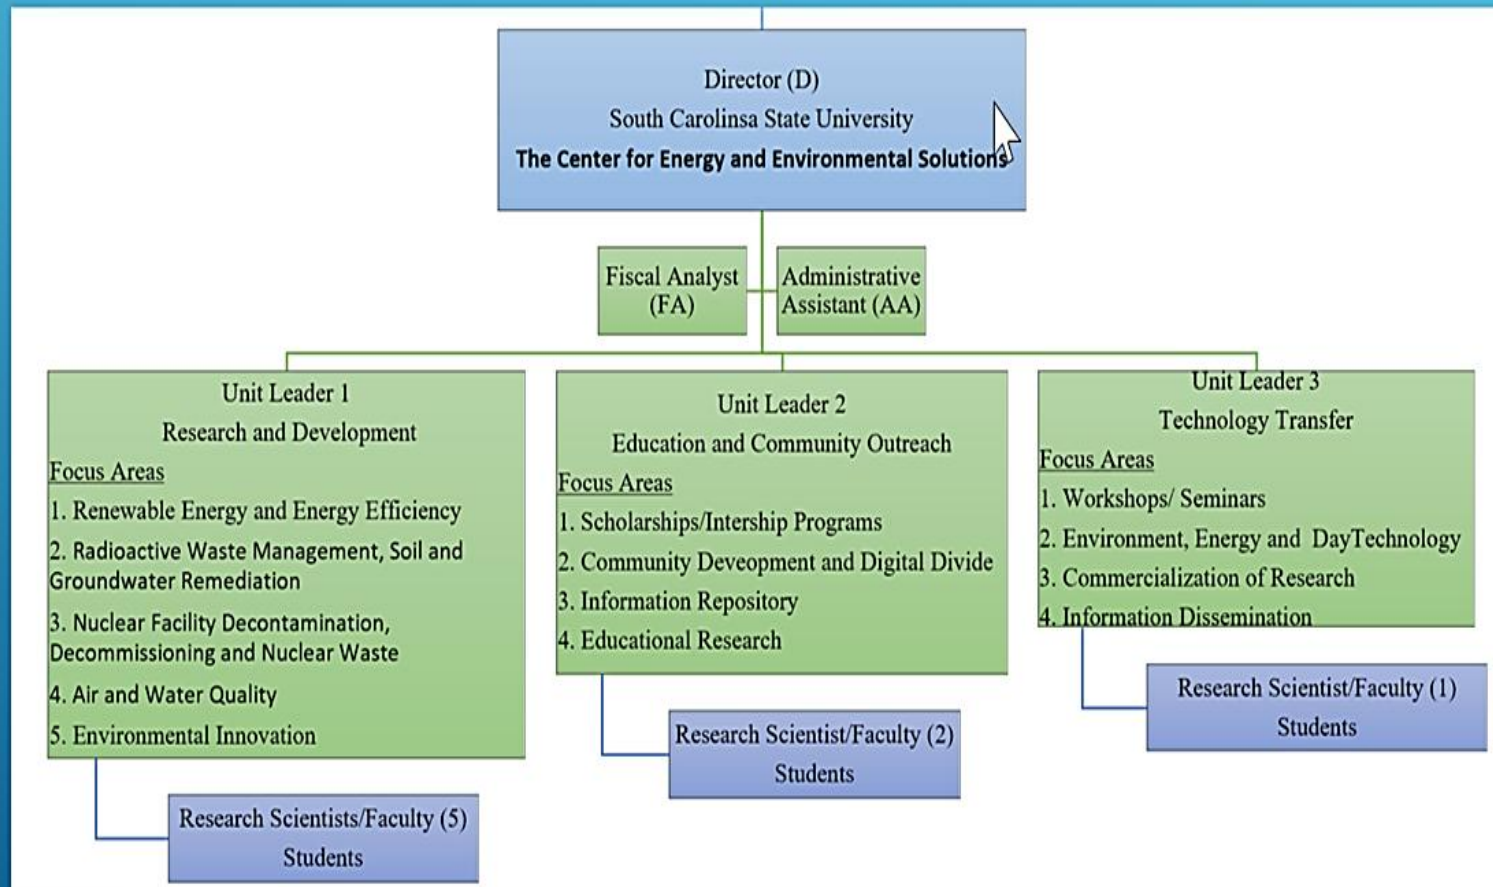 Director (D)
South Carolinsa State University
The Center for Energy and Environmental Solutions
Fiscal Analyst
(FA)
Administrative
Assistant (AA)
Unit Leader 1
Research and Development
Focus Areas
1. Renewable Energy and Energy Efficiency
2. Radioactive Waste Management, Soil and
Groundwater Remediation
3. Nuclear Facility Decontamination,
Decommissioning and Nuclear Waste
4. Air and Water Quality
5. Environmental Innovation
Research Scientists/Faculty (5)
Students
Unit Leader 2
Education and Community Outreach
Focus Areas
1. Scholarships/Intership Programs
2. Community Deveopment and Digital Divide
3. Information Repository
4. Educational Research
Research Scientist/Faculty (2)
Students
Unit Leader 3
Technology Transfer
Focus Areas
1. Workshops/ Seminars
2. Environment, Energy and  DayTechnology
3. Commercialization of Research
4. Information Dissemination
Research Scientist/Faculty (1)
Students